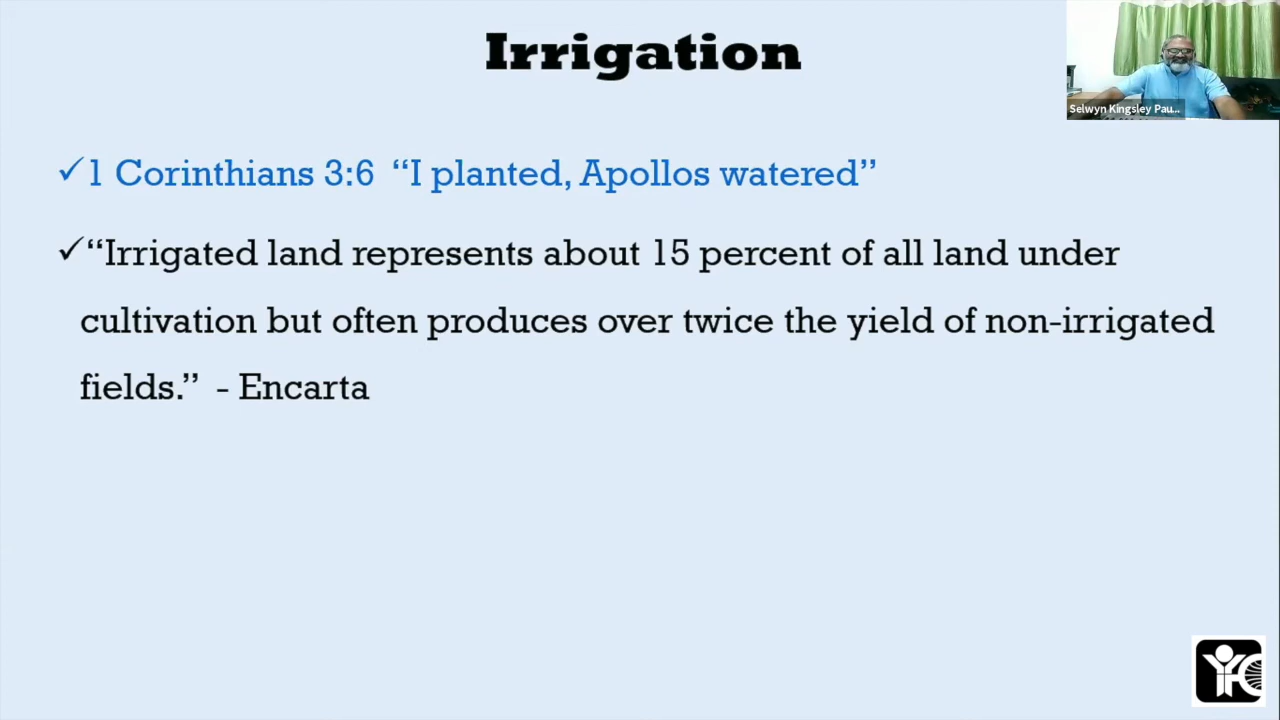 Irrigation
Selwyn Kingsley Pau...
✓1 Corinthians 3:6 “I planted, Apollos watered”
✓“Irrigated land represents about 15 percent of all land under
cultivation but often produces over twice the yield of non-irrigated
fields.” - Encarta
YFC